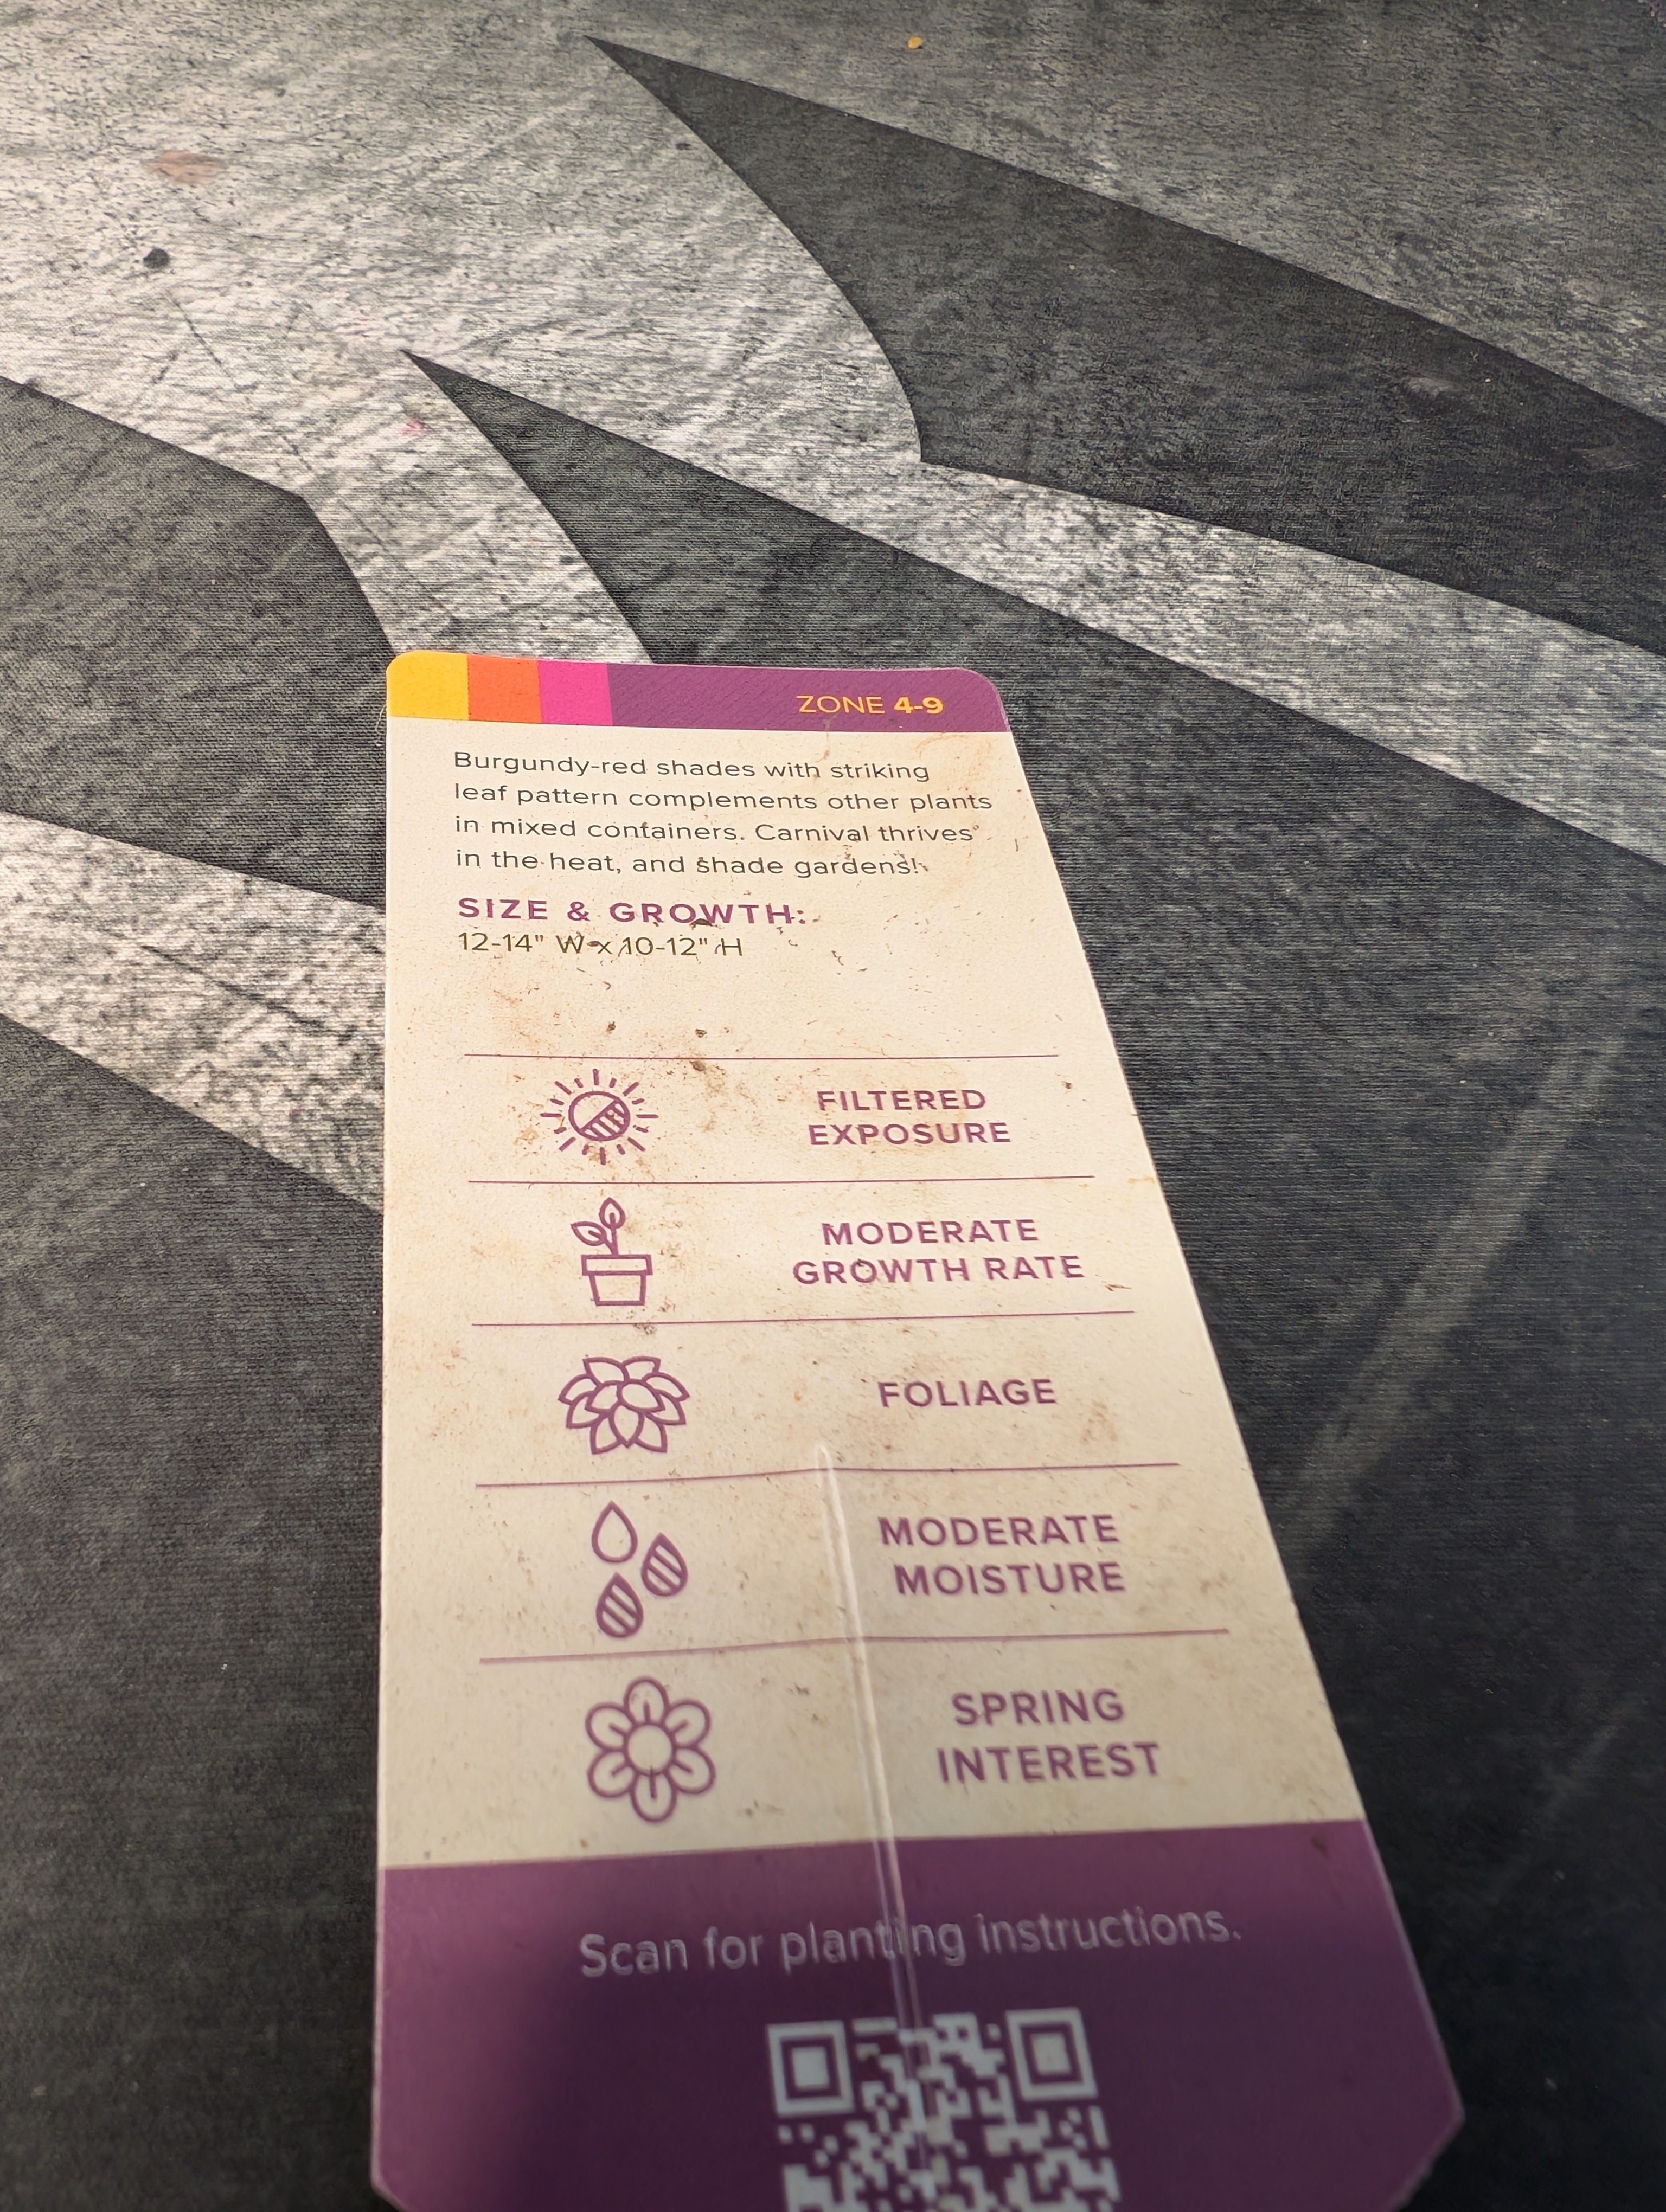 ZONE 4-9
Burgundy-red shades with striking
leaf pattern complements other plants
in mixed containers. Carnival thrives
in the heat, and shade gardens!
SIZE & GROWTH:
12-14" W x 10-12" H
FILTERED
EXPOSURE
MODERATE
GROWTH RATE
FOLIAGE
MODERATE
MOISTURE
SPRING
INTEREST
Scan for planting instructions.